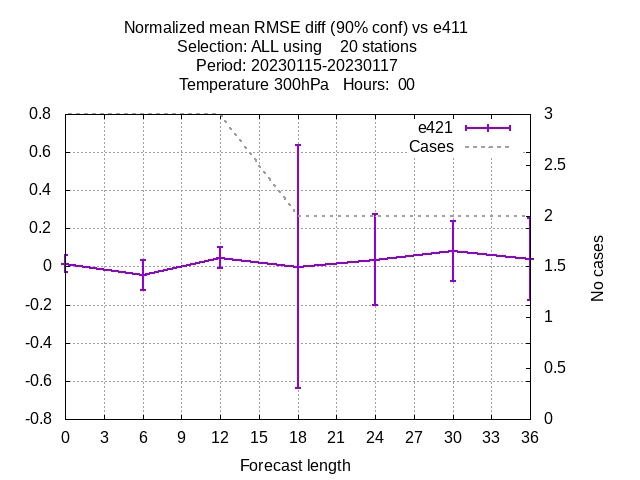 Normalized mean RMSE diff (90% conf) vs e411
Selection: ALL using    20 stations
Period: 20230115-20230117
Temperature 300hPa   Hours:  00
e421
Cases
0.8
0.6
0.4
0.2
0
-0.2
-0.4
-0.6
-0.8
3
2.5
2
1.5
1
0.5
0
No cases
0 3 6 9 12 15 18 21 24 27 30 33 36
Forecast length